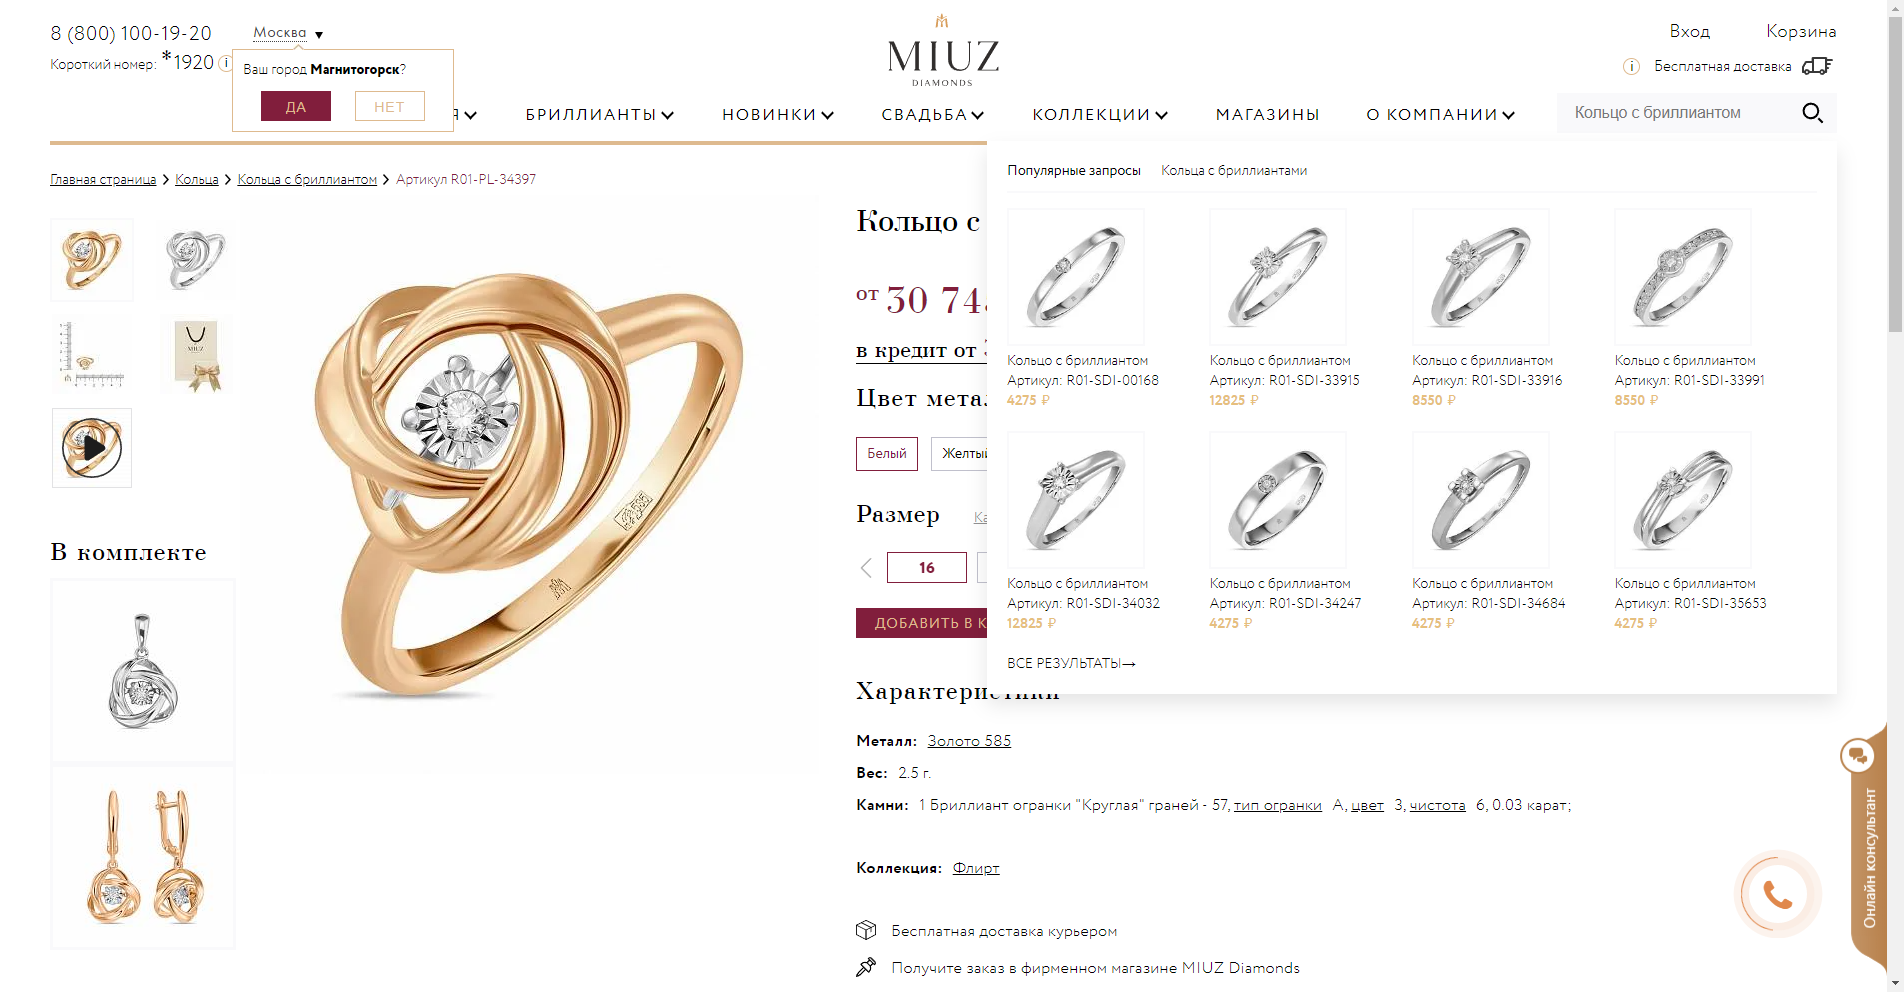 8 (800) 100-19-20
Москва ▼
Короткий номер: *1920
Ваш город Магнитогорск?
ДА
НЕТ
MIUZ
DIAMONDS
Вход
Корзина
Бесплатная доставка
БРИЛЛИАНТЫ
НОВИНКИ
СВАДЬБА
КОЛЛЕКЦИИ
МАГАЗИНЫ
О КОМПАНИИ
Кольцо с бриллиантом
Главная страница
Кольца
Кольца с бриллиантом
Артикул R01-PL-34397
Популярные запросы
Кольца с бриллиантами
Кольцо с бриллиантом
Артикул: R01-SDI-00168
4275 ₽
Кольцо с бриллиантом
Артикул: R01-SDI-33915
12825 ₽
Кольцо с бриллиантом
Артикул: R01-SDI-33916
8550 ₽
Кольцо с бриллиантом
Артикул: R01-SDI-33991
8550 ₽
Кольцо с бриллиантом
Артикул: R01-SDI-34032
12825 ₽
Кольцо с бриллиантом
Артикул: R01-SDI-34247
4275 ₽
Кольцо с бриллиантом
Артикул: R01-SDI-34684
4275 ₽
Кольцо с бриллиантом
Артикул: R01-SDI-35653
4275 ₽
ВСЕ РЕЗУЛЬТАТЫ→
Кольцо с
от 30 74
в кредит от
Цвет метал
Белый
Желтый
Размер
Ка
16
ДОБАВИТЬ В К
MIUZ
В комплекте
Характеристики
Металл: Золото 585
Вес: 2.5 г.
Камни: 1 Бриллиант огранки "Круглая" граней - 57, тип огранки А, цвет 3, чистота 6, 0.03 карат;
Коллекция: Флирт
Бесплатная доставка курьером
Получите заказ в фирменном магазине MIUZ Diamonds
Онлайн консультант